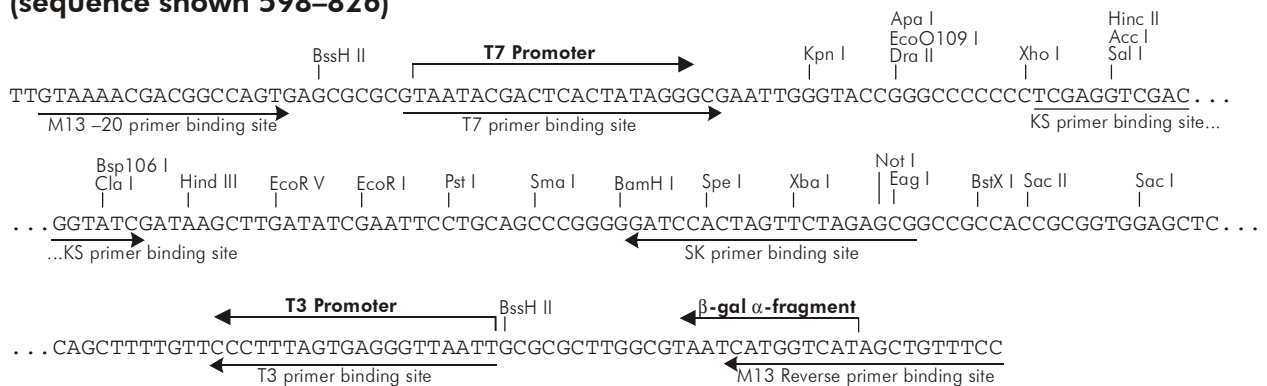 (sequence shown 598–826)
Apa I Hinc II
EcoO109 I Acc I
BssH II T7 Promoter Kpn I Dra II Xho I Sal I
TTGTAAAACGACGGCCAGTGAGCGCGCGTAATACGACTCACTATAGGGCGAATTGGGTACCGGGCCCCCCCTCGAGGTCGAC...
M13 –20 primer binding site T7 primer binding site KS primer binding site...
Bsp106 I Not I
Cla I Hind III EcoR V EcoR I Pst I Sma I BamH I Spe I Xba I Eag I BstX I Sac II Sac I
...GGTATCGATAAGCTTGATATCGAATTCCTGCAGCCCGGGGGATCCACTAGTTCTAGAGCGGCCGCCACCGCGGTGGAGCTC...
...KS primer binding site SK primer binding site
T3 Promoter BssH II β-gal α-fragment
...CAGCTTTTGTTCCCTTTAGTGAGGGTTAATTGCGCGCTTGGCGTAATCATGGTCATAGCTGTTTCC
T3 primer binding site M13 Reverse primer binding site